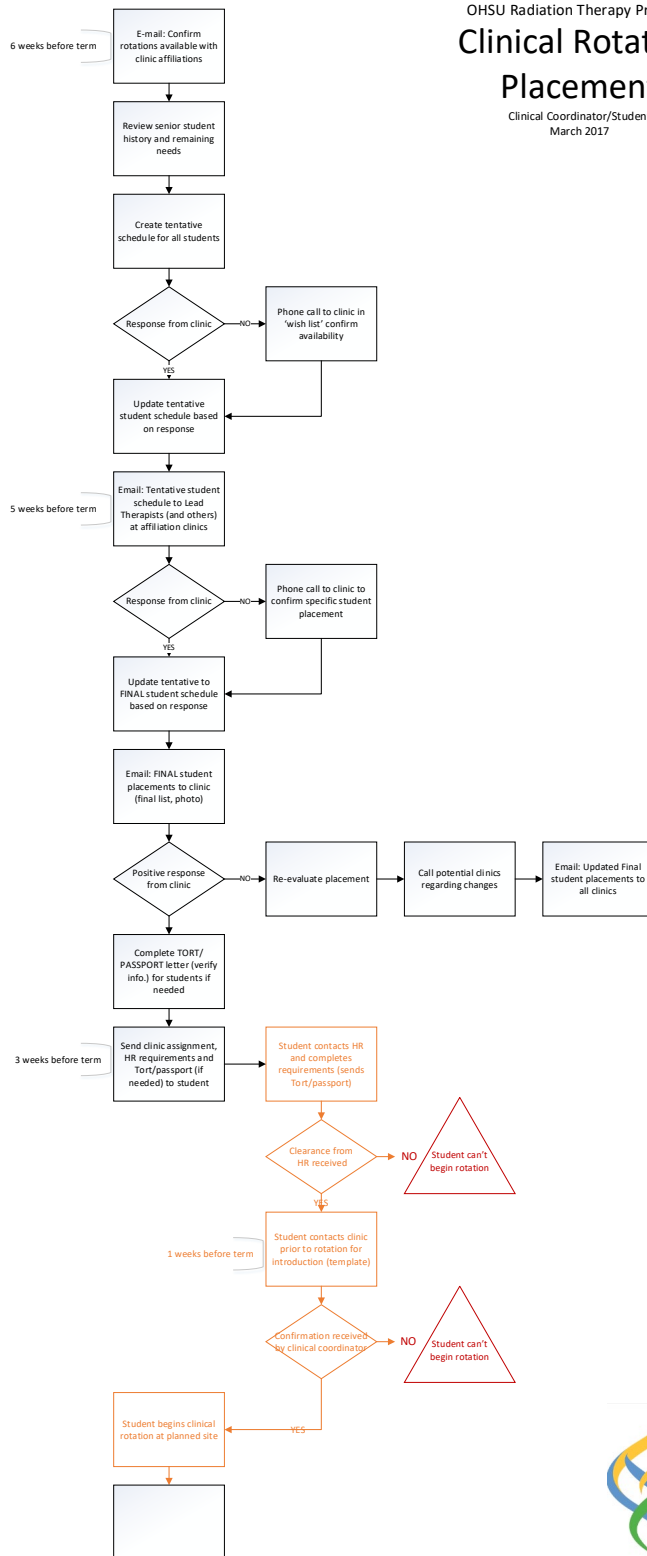 OHSU Radiation Therapy Pr
Clinical Rotat
Placemen
Clinical Coordinator/Studen
March 2017
6 weeks before term
E-mail: Confirm
rotations available with
clinic affiliations
Review senior student
history and remaining
needs
Create tentative
schedule for all students
Response from clinic
NO
Phone call to clinic in
‘wish list’ confirm
availability
YES
Update tentative
student schedule based
on response
5 weeks before term
Email: Tentative student
schedule to Lead
Therapists (and others)
at affiliation clinics
Response from clinic
NO
Phone call to clinic to
confirm specific student
placement
YES
Update tentative to
FINAL student schedule
based on response
Email: FINAL student
placements to clinic
(final list, photo)
Positive response
from clinic
NO
Re-evaluate placement
Call potential clinics
regarding changes
Email: Updated Final
student placements to
all clinics
Complete TORT/
PASSPORT letter (verify
info.) for students if
needed
3 weeks before term
Send clinic assignment,
HR requirements and
Tort/passport (if
needed) to student
Student contacts HR
and completes
requirements (sends
Tort/passport)
Clearance from
HR received
NO
Student can’t
begin rotation
YES
1 weeks before term
Student contacts clinic
prior to rotation for
introduction (template)
Confirmation received
by clinical coordinator
NO
Student can’t
begin rotation
YES
Student begins clinical
rotation at planned site